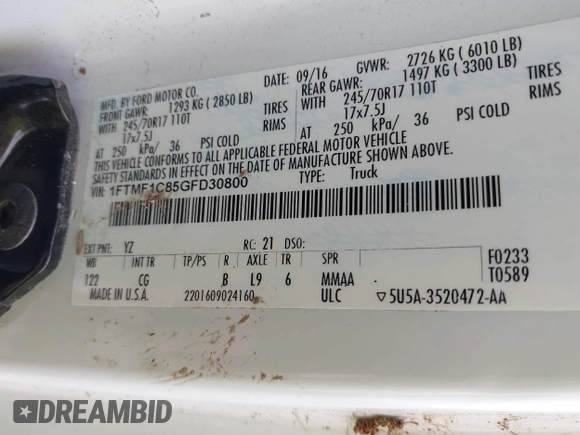 MFD. BY FORD MOTOR CO.
DATE: 09/16 GVWR: 2726 KG ( 6010 LB)
FRONT GAWR: 1293 KG ( 2850 LB)
REAR GAWR: 1497 KG ( 3300 LB)
WITH 245/70R17 110T TIRES
WITH 245/70R17 110T TIRES
17x7.5J RIMS
17x7.5J RIMS
AT 250 kPa/ 36 PSI COLD
AT 250 kPa/ 36 PSI COLD
THIS VEHICLE CONFORMS TO ALL APPLICABLE FEDERAL MOTOR VEHICLE
SAFETY STANDARDS IN EFFECT ON THE DATE OF MANUFACTURE SHOWN ABOVE.
VIN: 1FTMF1C85GFD30800 TYPE: Truck
EXT PNT: YZ RC: 21 DSO:
WB INT TR TP/PS R AXLE TR SPR
122 CG B L9 6 MMAA
F0233
T0589
MADE IN U.S.A. 2201609024160 ULC ▽5U5A-3520472-AA
DREAMBID